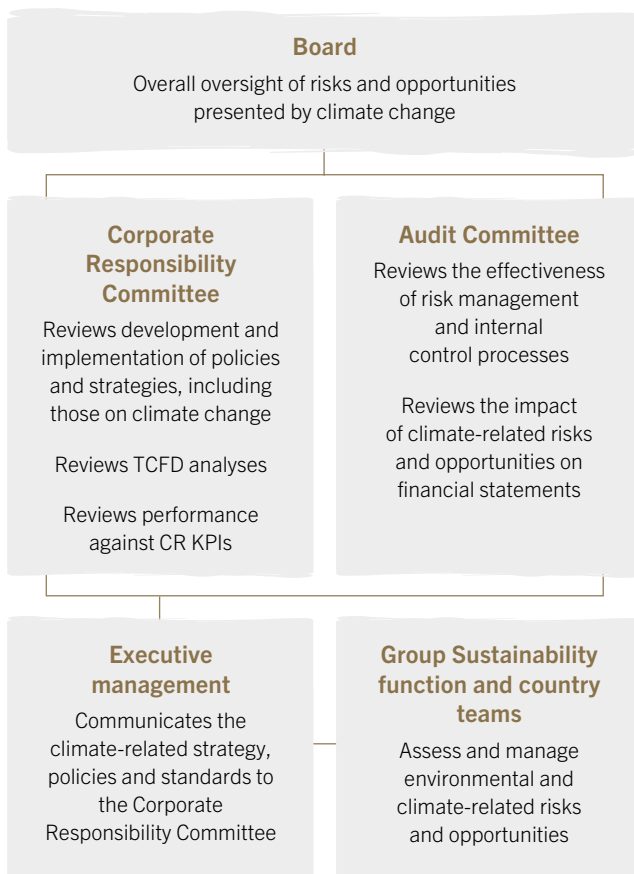 Board
Overall oversight of risks and opportunities
presented by climate change
Corporate
Responsibility
Committee
Reviews development and
implementation of policies
and strategies, including
those on climate change
Reviews TCFD analyses
Reviews performance
against CR KPIs
Audit Committee
Reviews the effectiveness
of risk management
and internal
control processes
Reviews the impact
of climate-related risks
and opportunities on
financial statements
Executive
management
Communicates the
climate-related strategy,
policies and standards to
the Corporate
Responsibility Committee
Group Sustainability
function and country
teams
Assess and manage
environmental and
climate-related risks
and opportunities